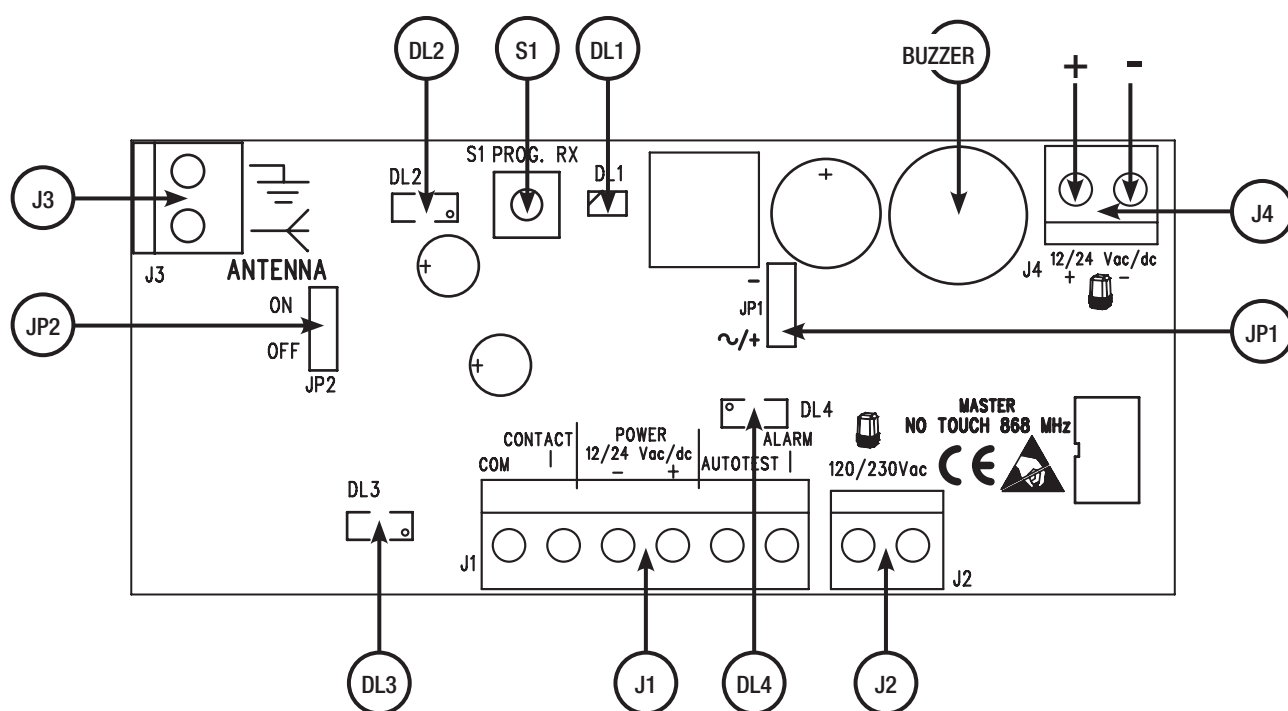 DL2
S1
DL1
BUZZER
+ -
S1 PROG. RX
DL2
DL1
+
J3
J4
J3
ANTENNA
+
-
JP1
~/+
J4
12/24 Vac/dc
+ -
ON
OFF
JP2
JP2
JP1
+
DL4
MASTER
NO TOUCH 868 MHz
CE
120/230Vac
COM
CONTACT
POWER
12/24 Vac/dc
- +
AUTOTEST
ALARM
DL3
J1
J2
DL3
J1
DL4
J2